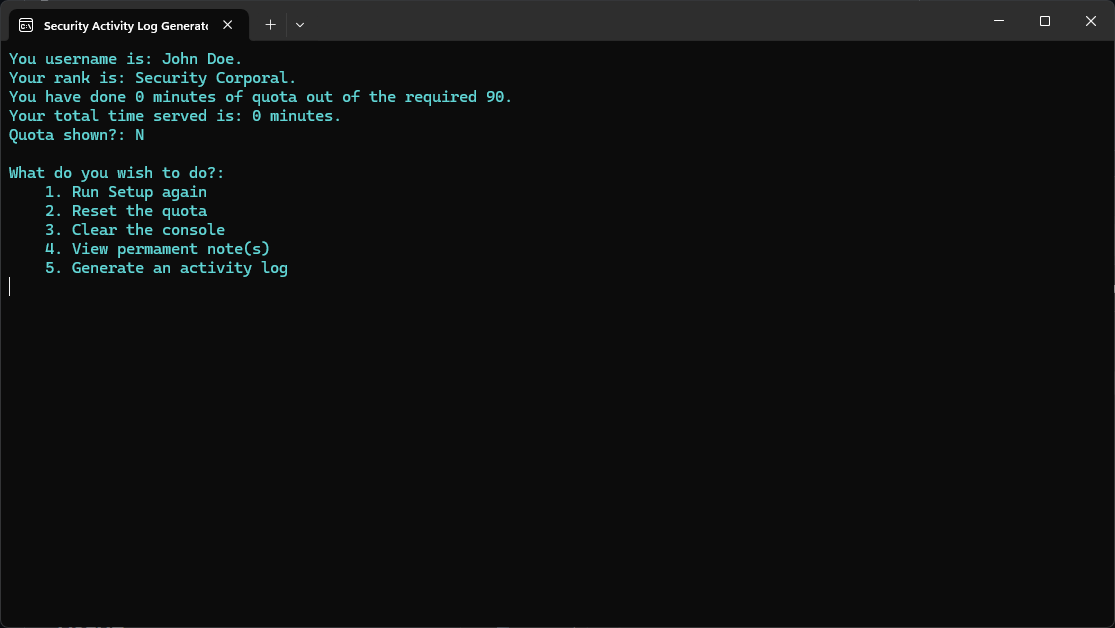 Security Activity Log Generato
You username is: John Doe.
Your rank is: Security Corporal.
You have done 0 minutes of quota out of the required 90.
Your total time served is: 0 minutes.
Quota shown?: N
What do you wish to do?:
1. Run Setup again
2. Reset the quota
3. Clear the console
4. View permament note(s)
5. Generate an activity log